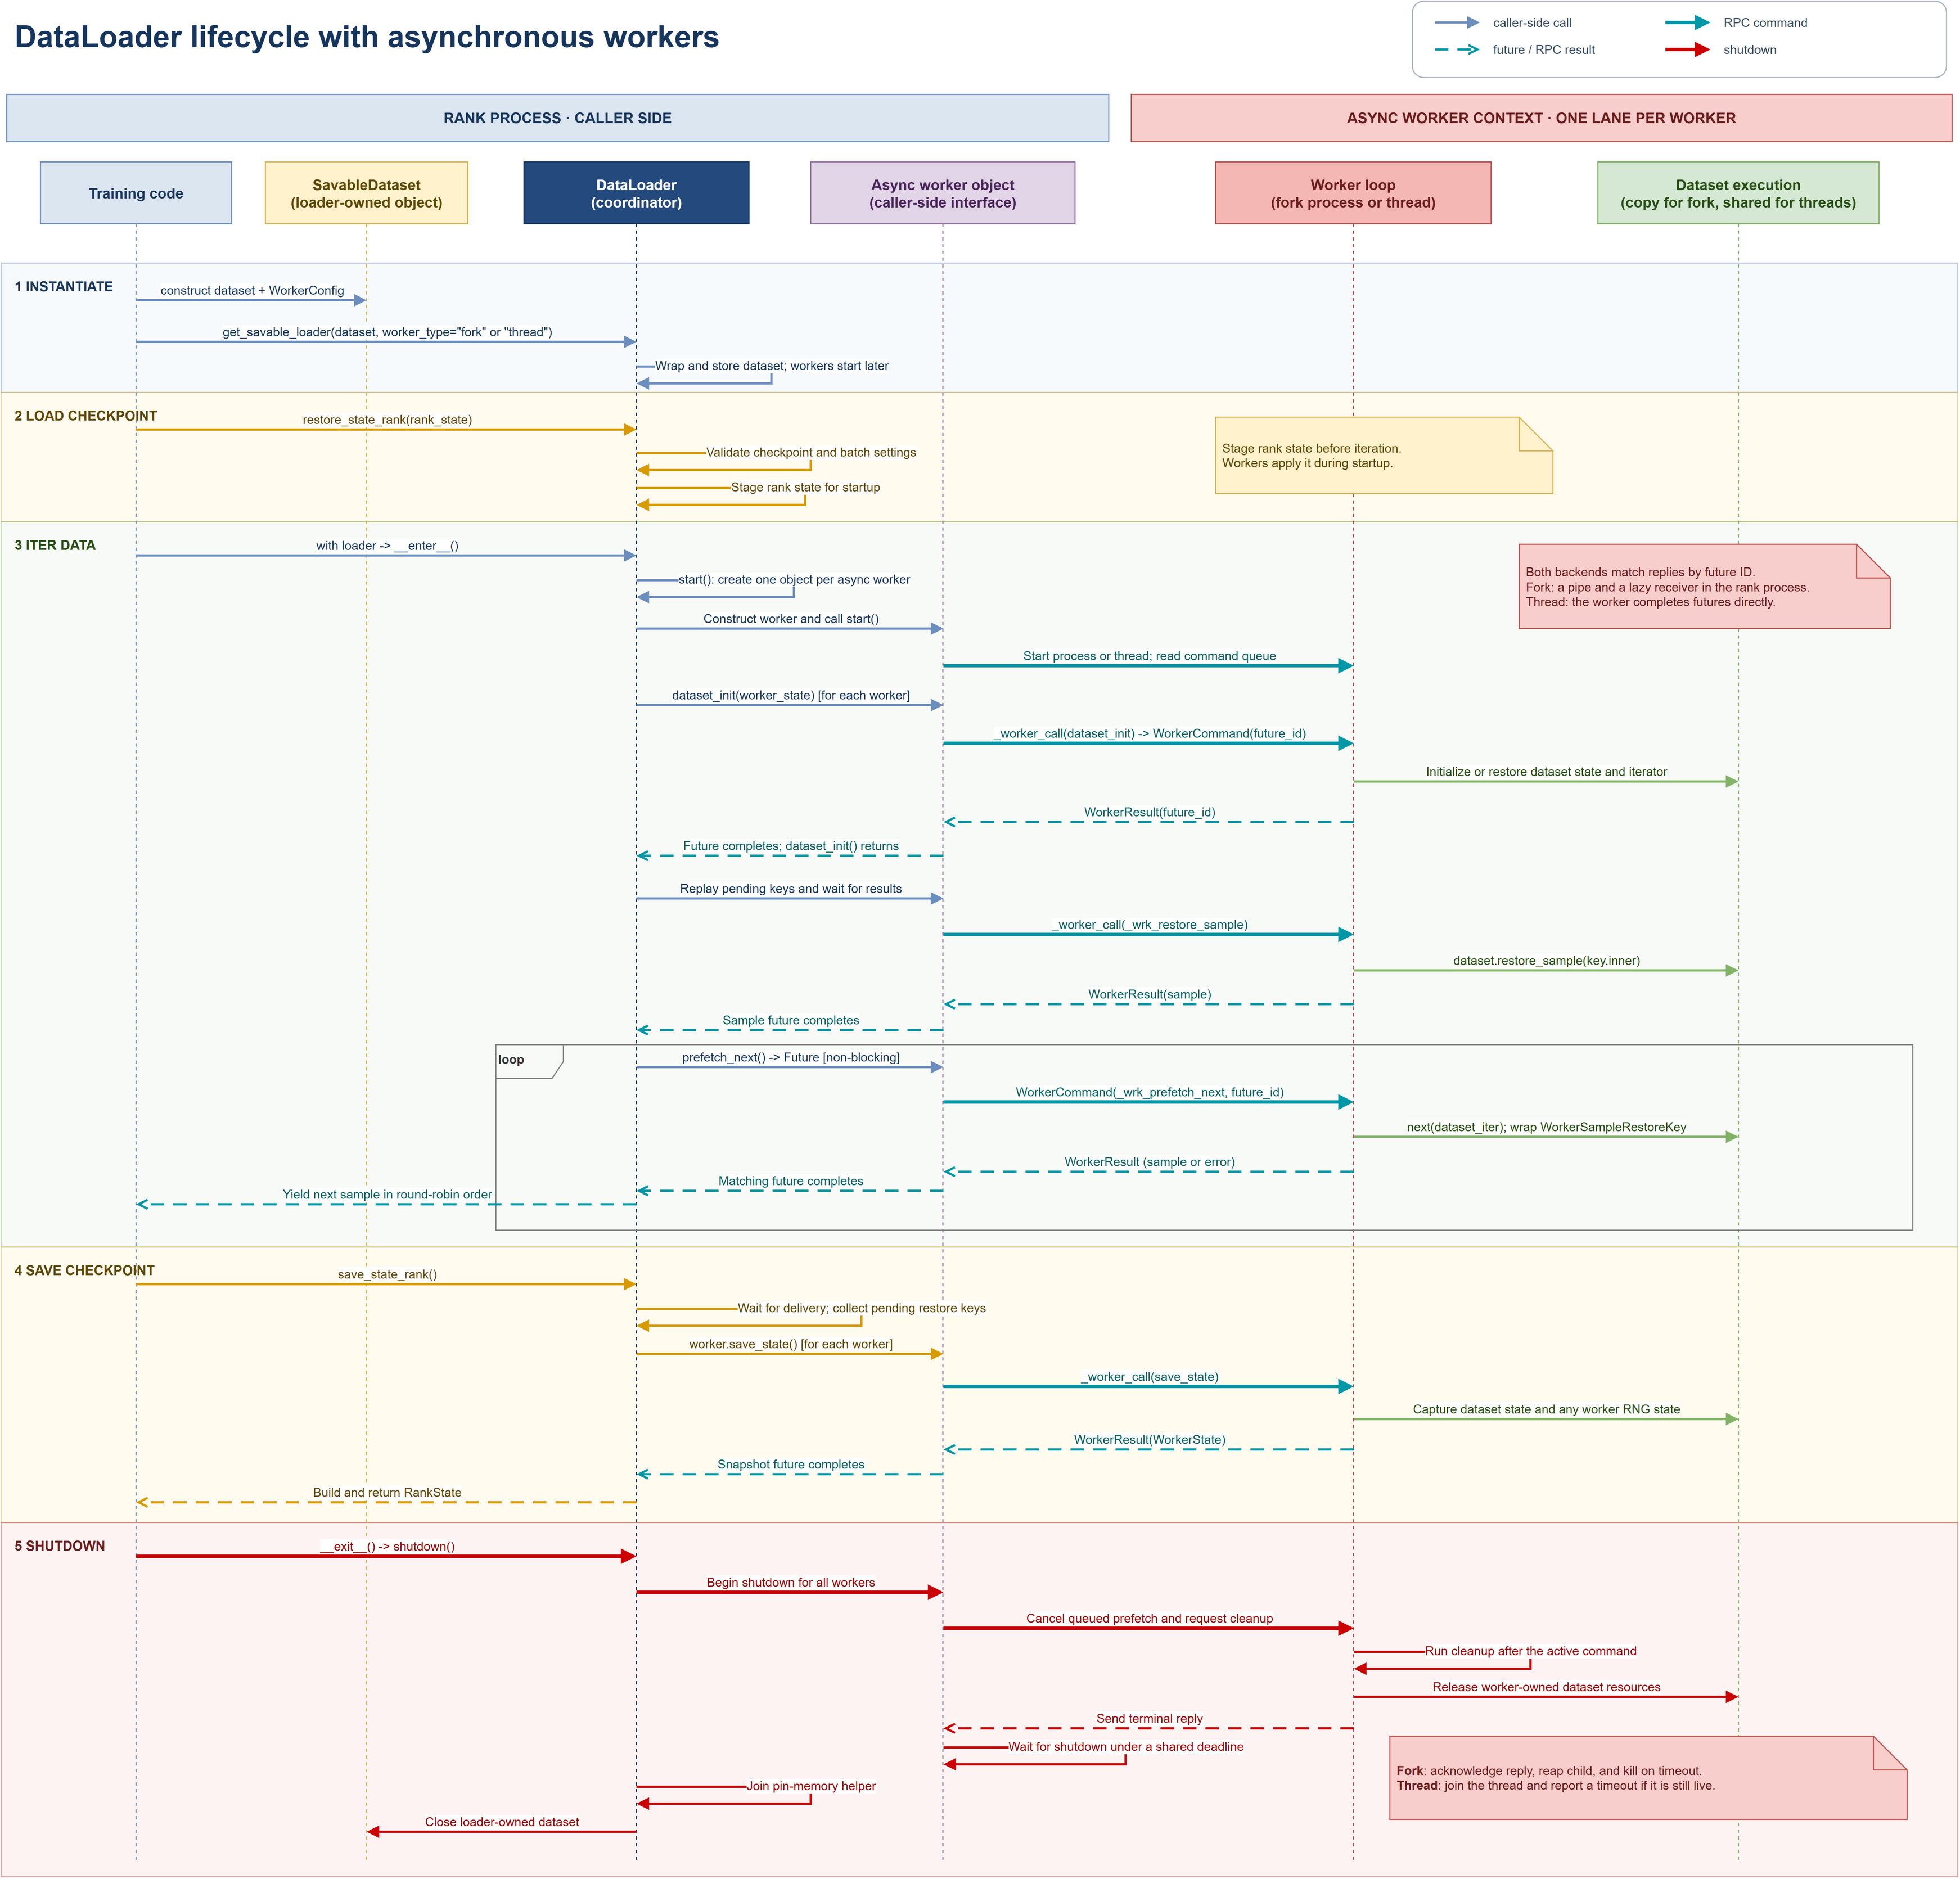 DataLoader lifecycle with asynchronous workers
caller-side call
RPC command
future / RPC result
shutdown
RANK PROCESS · CALLER SIDE
ASYNC WORKER CONTEXT · ONE LANE PER WORKER
Training code
SavableDataset
(loader-owned object)
DataLoader
(coordinator)
Async worker object
(caller-side interface)
Worker loop
(fork process or thread)
Dataset execution
(copy for fork, shared for threads)
1 INSTANTIATE
construct dataset + WorkerConfig
get_savable_loader(dataset, worker_type="fork" or "thread")
Wrap and store dataset; workers start later
2 LOAD CHECKPOINT
restore_state_rank(rank_state)
Validate checkpoint and batch settings
Stage rank state for startup
Stage rank state before iteration.
Workers apply it during startup.
3 ITER DATA
with loader -> __enter__()
start(): create one object per async worker
Construct worker and call start()
Both backends match replies by future ID.
Fork: a pipe and a lazy receiver in the rank process.
Thread: the worker completes futures directly.
Start process or thread; read command queue
dataset_init(worker_state) [for each worker]
_worker_call(dataset_init) -> WorkerCommand(future_id)
Initialize or restore dataset state and iterator
WorkerResult(future_id)
Future completes; dataset_init() returns
Replay pending keys and wait for results
_worker_call(_wrk_restore_sample)
dataset.restore_sample(key.inner)
WorkerResult(sample)
Sample future completes
loop
prefetch_next() -> Future [non-blocking]
WorkerCommand(_wrk_prefetch_next, future_id)
next(dataset_iter); wrap WorkerSampleRestoreKey
WorkerResult (sample or error)
Matching future completes
Yield next sample in round-robin order
4 SAVE CHECKPOINT
save_state_rank()
Wait for delivery; collect pending restore keys
worker.save_state() [for each worker]
_worker_call(save_state)
Capture dataset state and any worker RNG state
WorkerResult(WorkerState)
Snapshot future completes
Build and return RankState
5 SHUTDOWN
__exit__() -> shutdown()
Begin shutdown for all workers
Cancel queued prefetch and request cleanup
Run cleanup after the active command
Release worker-owned dataset resources
Send terminal reply
Wait for shutdown under a shared deadline
Fork: acknowledge reply, reap child, and kill on timeout.
Thread: join the thread and report a timeout if it is still live.
Join pin-memory helper
Close loader-owned dataset